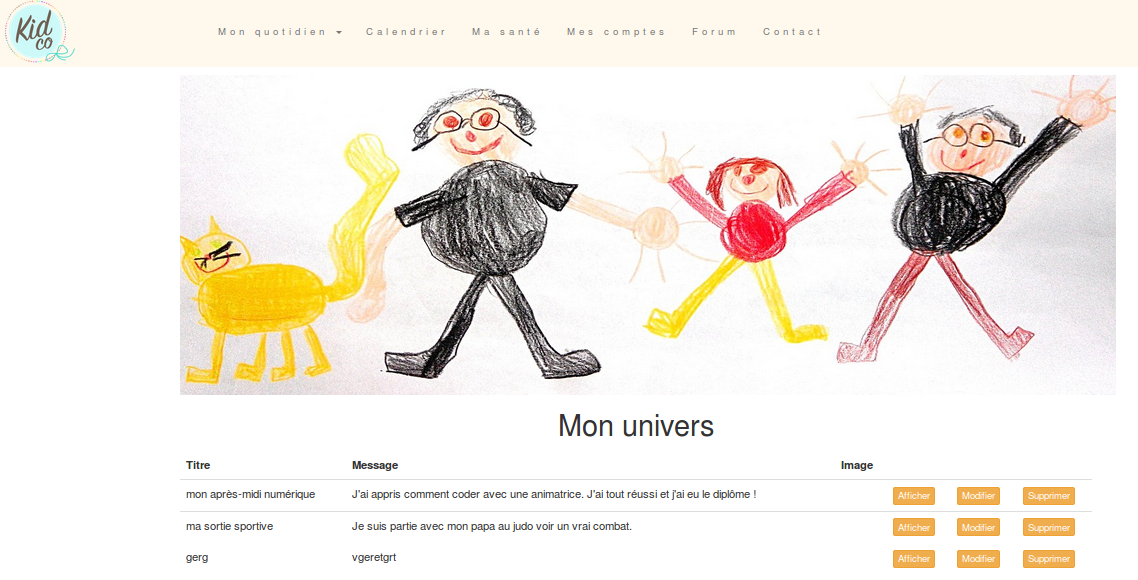 Kid
co
Mon quotidien Calendrier Ma santé Mes comptes Forum Contact
Mon univers
Titre Message Image
mon après-midi numérique J'ai appris comment coder avec une animatrice. J'ai tout réussi et j'ai eu le diplôme ! Afficher Modifier Supprimer
ma sortie sportive Je suis partie avec mon papa au judo voir un vrai combat. Afficher Modifier Supprimer
gerg vgeretgrt Afficher Modifier Supprimer